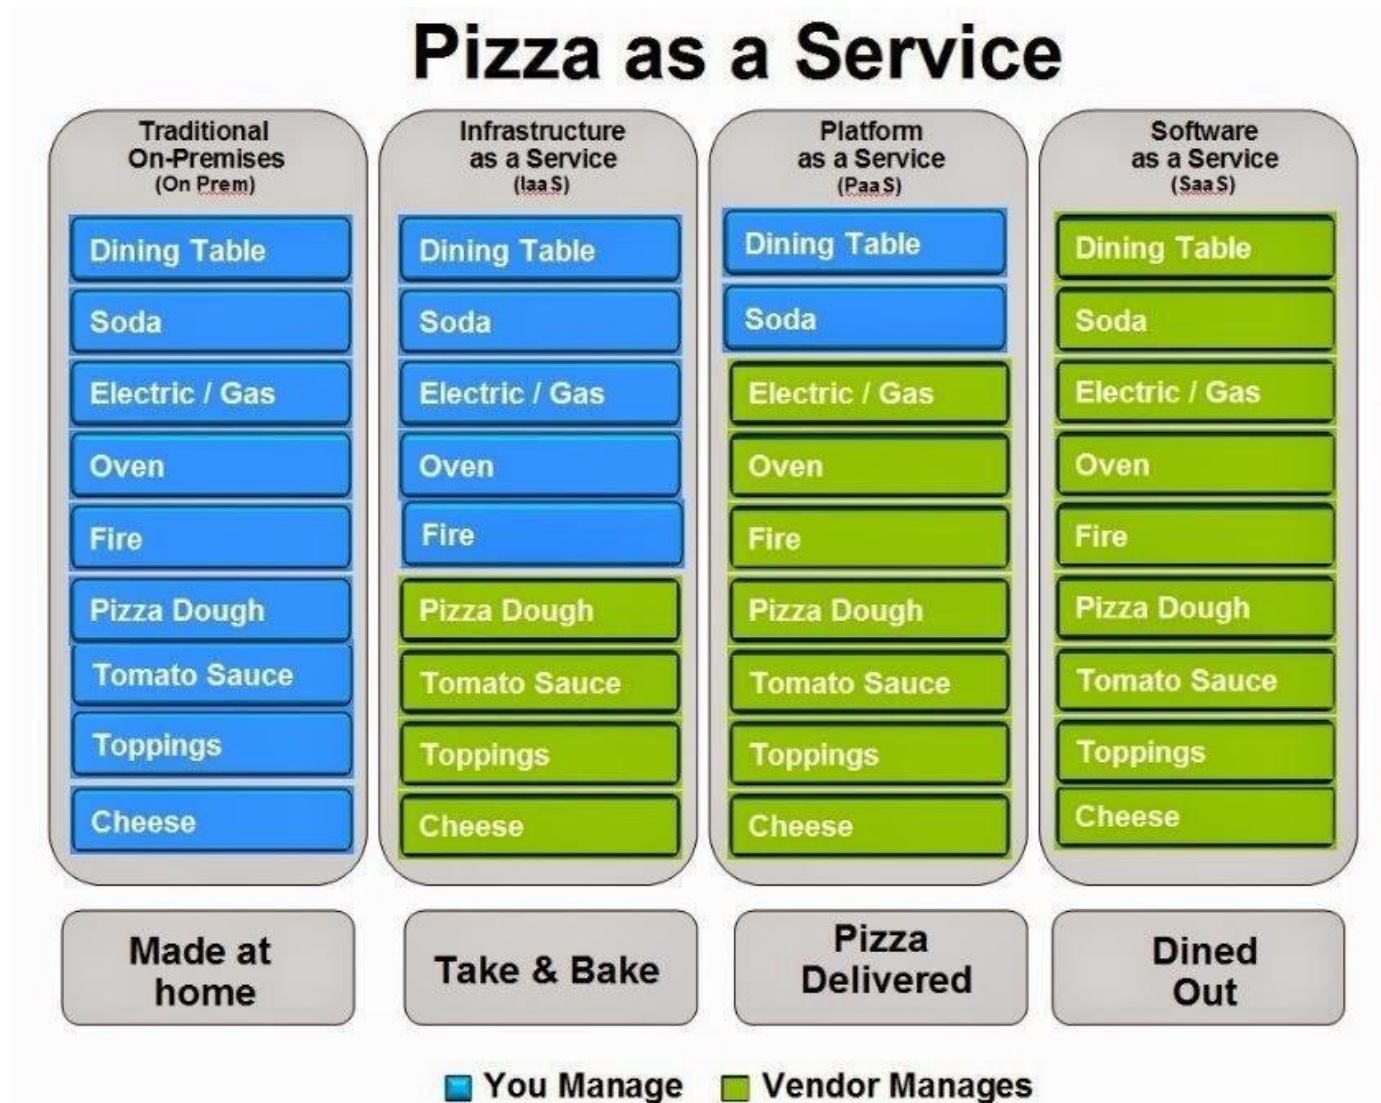 Pizza as a Service
Traditional
On-Premises
(On Prem)
Dining Table
Soda
Electric / Gas
Oven
Fire
Pizza Dough
Tomato Sauce
Toppings
Cheese
Made at
home
Infrastructure
as a Service
(IaaS)
Dining Table
Soda
Electric / Gas
Oven
Fire
Pizza Dough
Tomato Sauce
Toppings
Cheese
Take & Bake
Platform
as a Service
(PaaS)
Dining Table
Soda
Electric / Gas
Oven
Fire
Pizza Dough
Tomato Sauce
Toppings
Cheese
Pizza
Delivered
Software
as a Service
(SaaS)
Dining Table
Soda
Electric / Gas
Oven
Fire
Pizza Dough
Tomato Sauce
Toppings
Cheese
Dined
Out
You Manage
Vendor Manages